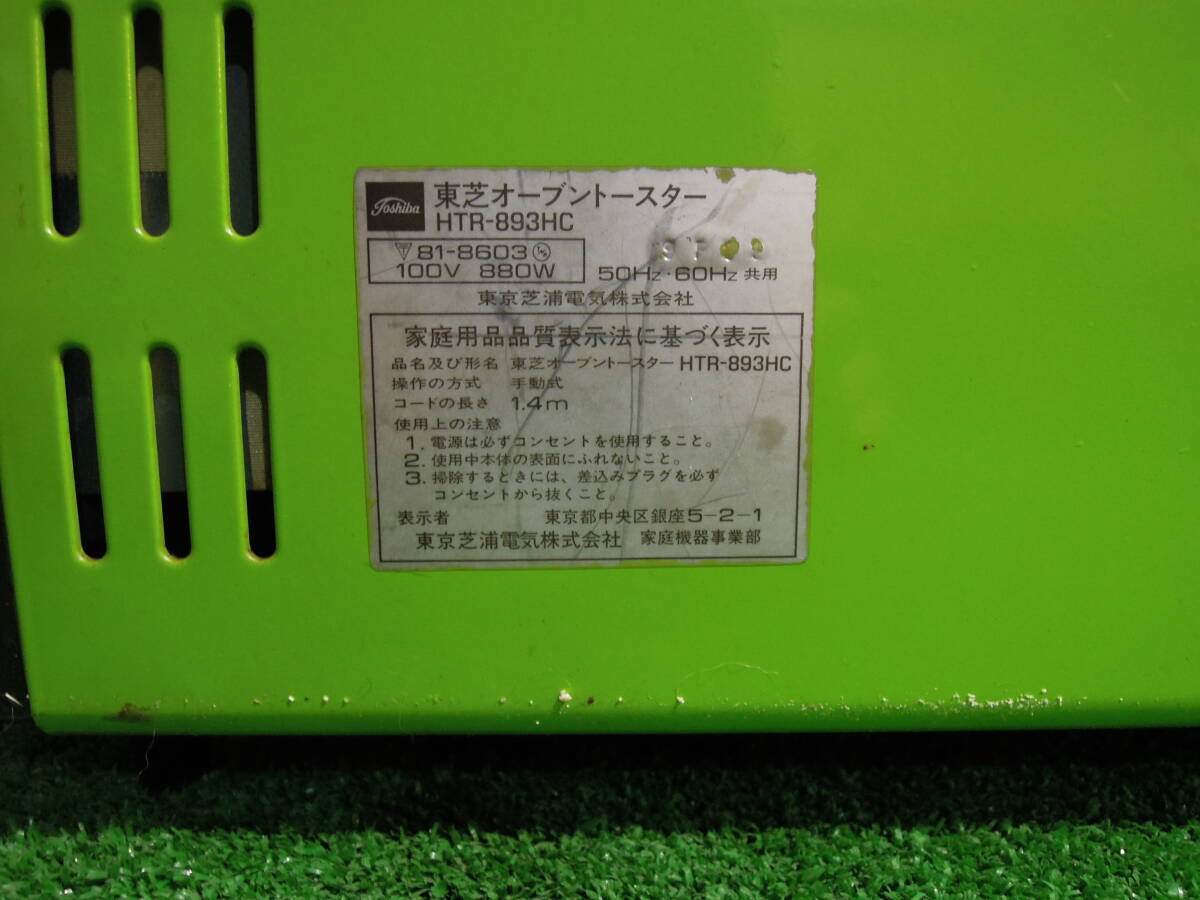 Toshiba 東芝オーブントースター
HTR-893HC
〒 81-8603
100V 880W 50Hz・60Hz 共用
東京芝浦電気株式会社
家庭用品品質表示法に基づく表示
品名及び形名 東芝オーブントースター HTR-893HC
操作の方式 手動式
コードの長さ 1.4m
使用上の注意
1. 電源は必ずコンセントを使用すること。
2. 使用中本体の表面にふれないこと。
3. 掃除するときには、差込みプラグを必ず
コンセントから抜くこと。
表示者 東京都中央区銀座5-2-1
東京芝浦電気株式会社 家庭機器事業部